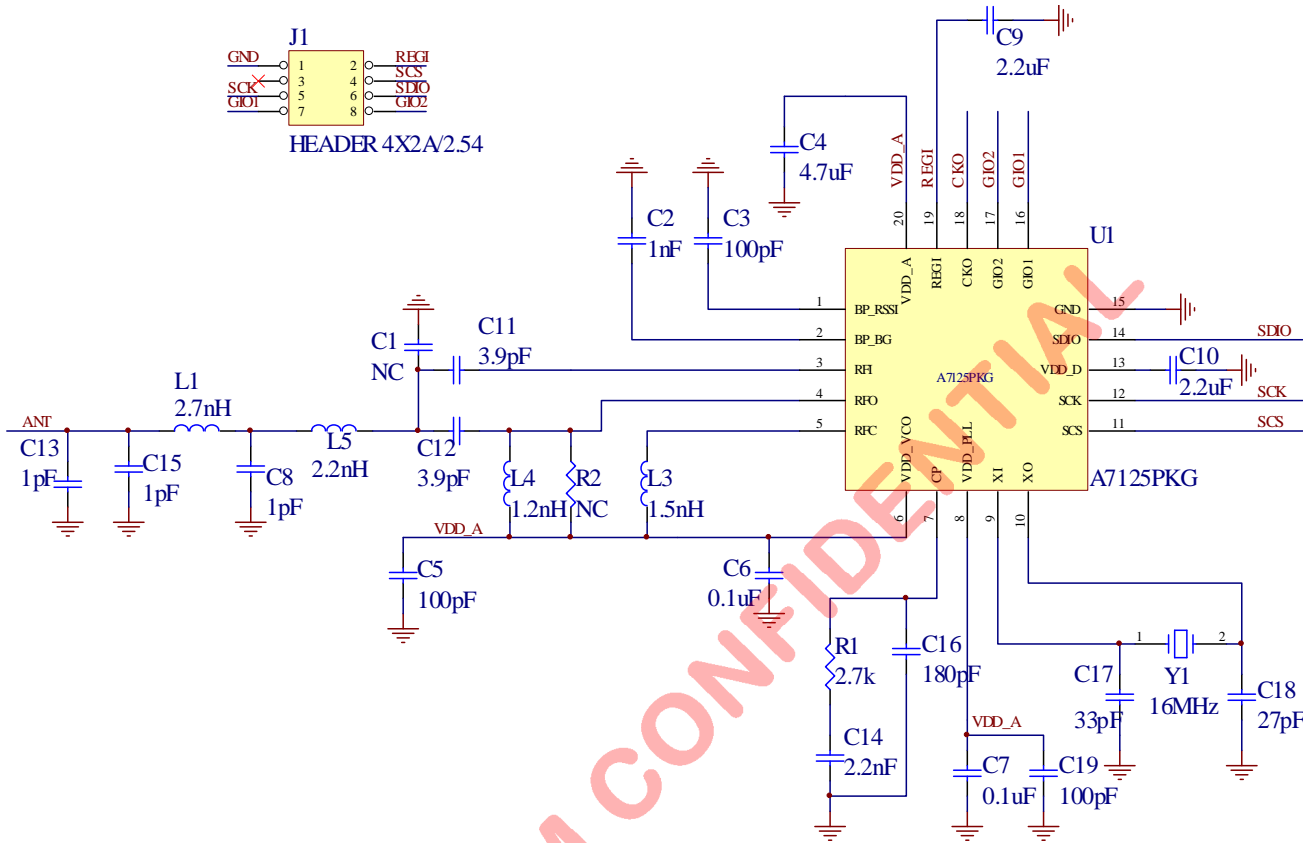 J1
GND 1 2 REGI
3 4 SCS
SCK 5 6 SDIO
GIO1 7 8 GIO2
HEADER 4X2A/2.54
C9
2.2uF
C4
4.7uF
VDD_A
REGI
CKO
GIO2
GIO1
20
19
18
17
16
C2
1nF
C3
100pF
U1
VDD_A
REGI
CKO
GIO2
GIO1
1 BP_RSSI
2 BP_BG
3 RFI
4 RFO
5 RFC
A7125PKG
GND 15
SDIO 14 SDIO
VDD_D 13
SCK 12 SCK
SCS 11 SCS
C10
2.2uF
VDD_VCO
CP
VDD_PLL
XI
XO
6
7
8
9
10
A7125PKG
C1
NC
C11
3.9pF
L1
2.7nH
ANT
C13
1pF
C15
1pF
C8
1pF
L5
2.2nH
C12
3.9pF
L4
1.2nH
R2
NC
L3
1.5nH
VDD_A
C5
100pF
C6
0.1uF
R1
2.7k
C16
180pF
C14
2.2nF
VDD_A
C7
0.1uF
C19
100pF
1 2
Y1
16MHz
C17
33pF
C18
27pF
M CONFIDENTIAL